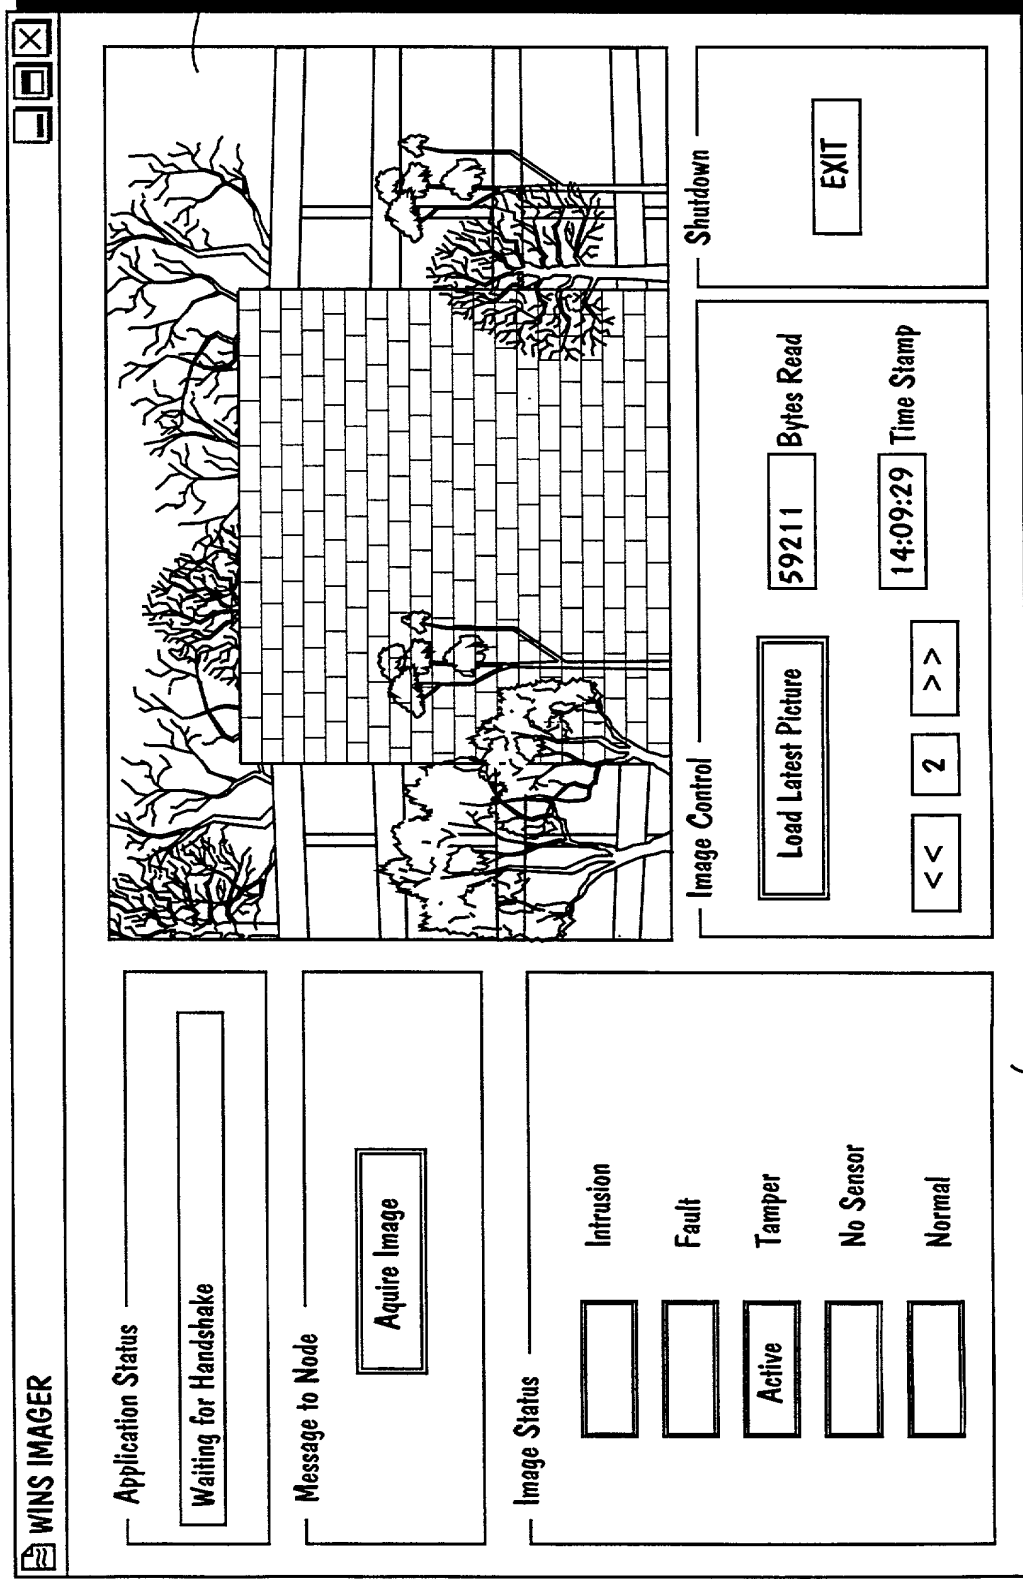 WINS IMAGER
Application Status
Waiting for Handshake
Message to Node
Aquire Image
Image Status
Intrusion
Fault
Active Tamper
No Sensor
Normal
Image Control
Load Latest Picture
59211 Bytes Read
<< 2 >>
14:09:29 Time Stamp
Shutdown
EXIT